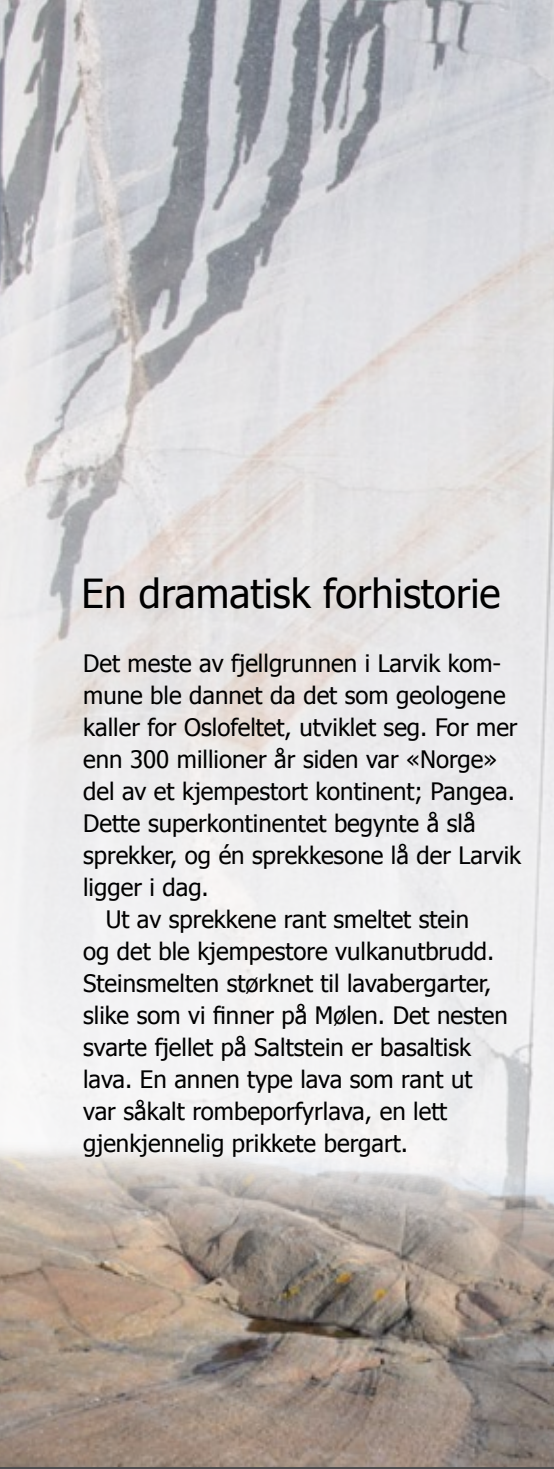 En dramatisk forhistorie
Det meste av fjellgrunnen i Larvik kom-
mune ble dannet da det som geologene
kaller for Oslofeltet, utviklet seg. For mer
enn 300 millioner år siden var «Norge»
del av et kjempestort kontinent; Pangea.
Dette superkontinentet begynte å slå
sprekker, og én sprekkesone lå der Larvik
ligger i dag.
Ut av sprekkene rant smeltet stein
og det ble kjempestore vulkanutbrudd.
Steinsmelten størknet til lavabergarter,
slike som vi finner på Mølen. Det nesten
svarte fjellet på Saltstein er basaltisk
lava. En annen type lava som rant ut
var såkalt rombeporfyrlava, en lett
gjenkjennelig prikkete bergart.